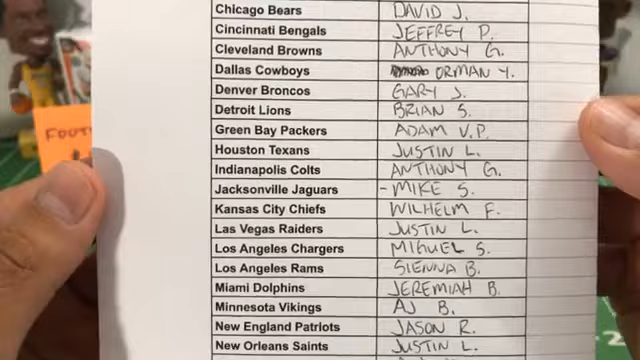 Chicago Bears DAVID J.
Cincinnati Bengals JEFFREY P.
Cleveland Browns ANTHONY G.
Dallas Cowboys ORMAN Y.
Denver Broncos GARY J.
Detroit Lions BRIAN S.
Green Bay Packers ADAM V.P.
Houston Texans JUSTIN L.
Indianapolis Colts ANTHONY G.
Jacksonville Jaguars - MIKE S.
Kansas City Chiefs WILHELM F.
Las Vegas Raiders JUSTIN L.
Los Angeles Chargers MIGUEL S.
Los Angeles Rams SIENNA B.
Miami Dolphins JEREMIAH B.
Minnesota Vikings AJ B.
New England Patriots JASON R.
New Orleans Saints JUSTIN L.
FOOT